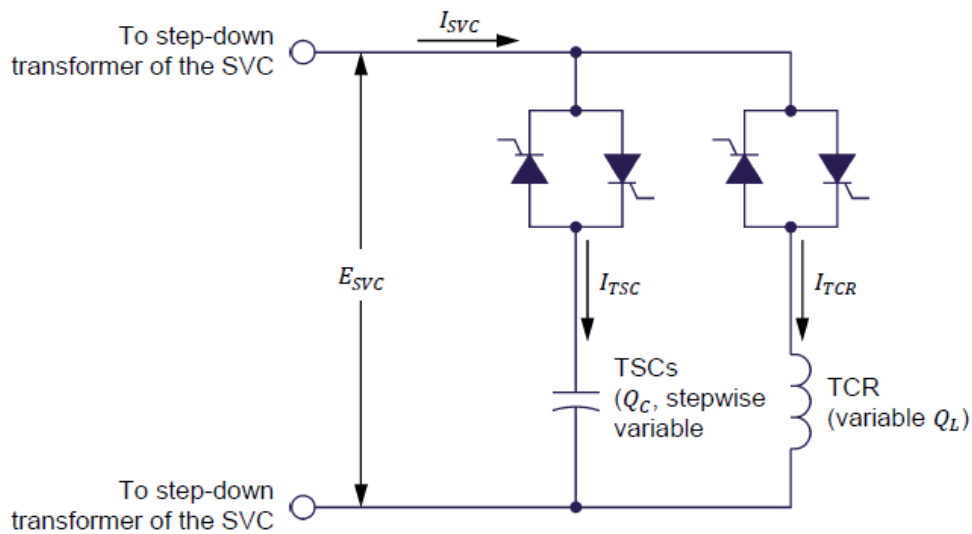 I_SVC
To step-down
transformer of the SVC
E_SVC
I_TSC
I_TCR
TSCs
(Q_C, stepwise
variable
TCR
(variable Q_L)
To step-down
transformer of the SVC